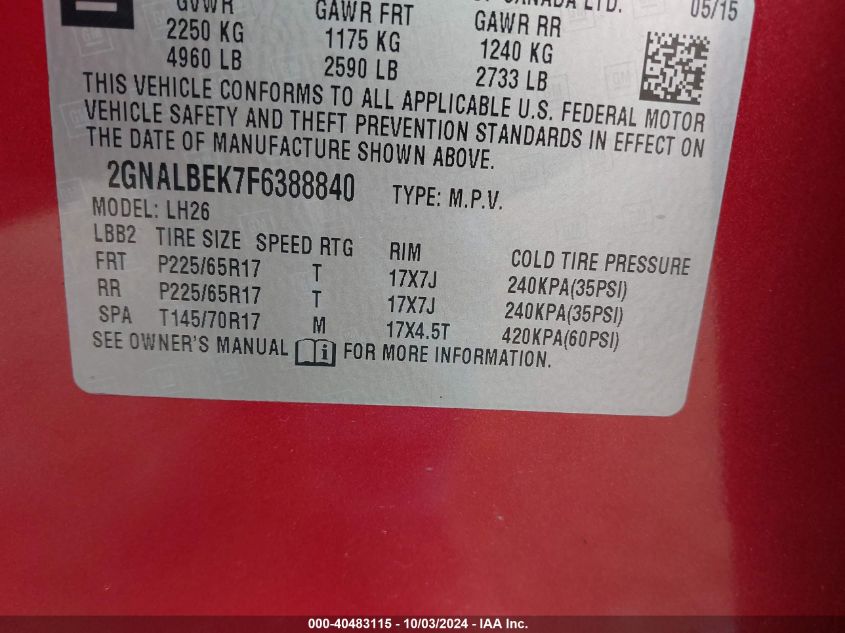 CANADA LTD. 05/15
GVWR GAWR FRT GAWR RR
2250 KG 1175 KG 1240 KG
4960 LB 2590 LB 2733 LB
THIS VEHICLE CONFORMS TO ALL APPLICABLE U.S. FEDERAL MOTOR
VEHICLE SAFETY AND THEFT PREVENTION STANDARDS IN EFFECT ON
THE DATE OF MANUFACTURE SHOWN ABOVE.
2GNALBEK7F6388840 TYPE: M.P.V.
MODEL: LH26
LBB2 TIRE SIZE SPEED RTG RIM COLD TIRE PRESSURE
FRT P225/65R17 T 17X7J 240KPA(35PSI)
RR P225/65R17 T 17X7J 240KPA(35PSI)
SPA T145/70R17 M 17X4.5T 420KPA(60PSI)
SEE OWNER'S MANUAL FOR MORE INFORMATION.
000-40483115 - 10/03/2024 - IAA Inc.